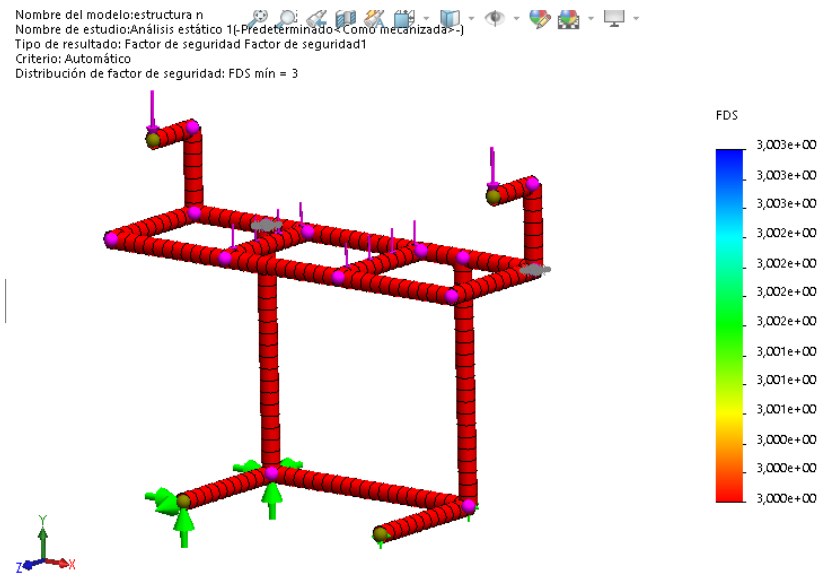 Nombre del modelo:estructura n
Nombre de estudio:Análisis estático 1(-Predeterminado<Como mecanizada>-)
Tipo de resultado: Factor de seguridad Factor de seguridad1
Criterio: Automático
Distribución de factor de seguridad: FDS mín = 3
FDS
3,003e+00
3,003e+00
3,003e+00
3,002e+00
3,002e+00
3,002e+00
3,002e+00
3,001e+00
3,001e+00
3,001e+00
3,000e+00
3,000e+00
3,000e+00
Y
Z X